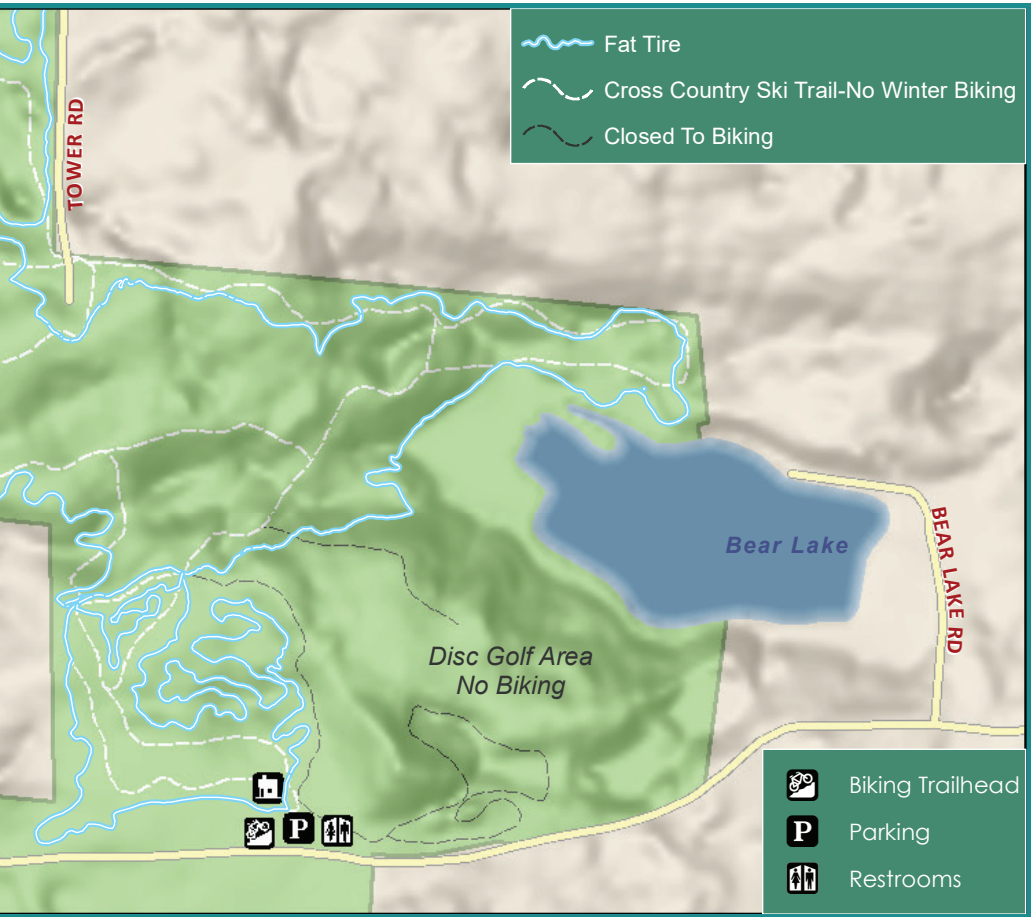 Fat Tire
Cross Country Ski Trail-No Winter Biking
Closed To Biking
TOWER RD
BEAR LAKE RD
Bear Lake
Disc Golf Area
No Biking
P
Biking Trailhead
P
Parking
Restrooms